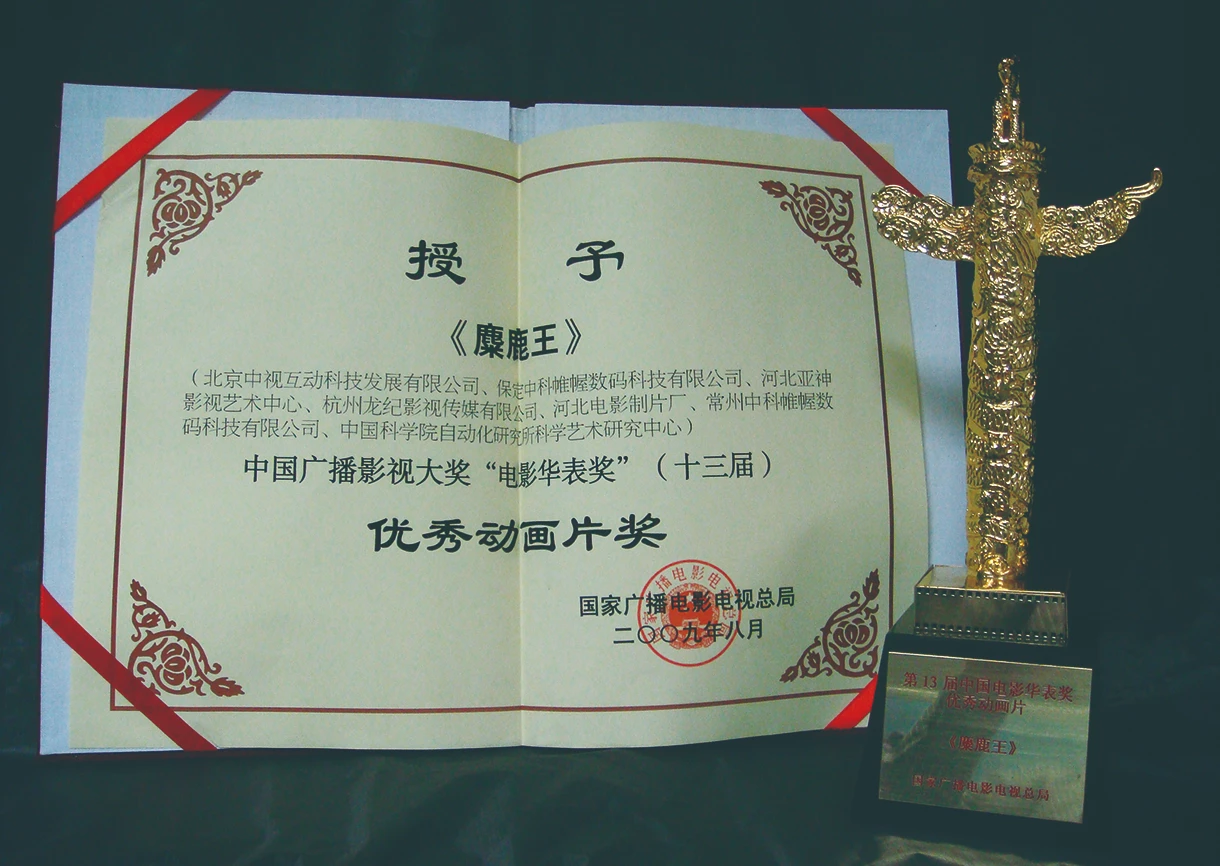 授 予
《麋鹿王》
（北京中视互动科技发展有限公司、保定中科帷幄数码科技有限公司、河北亚神
影视艺术中心、杭州龙纪影视传媒有限公司、河北电影制片厂、常州中科帷幄数
码科技有限公司、中国科学院自动化研究所科学艺术研究中心）
中国广播影视大奖“电影华表奖”（十三届）
优秀动画片奖
国家广播电影电视总局
二〇〇九年八月
第13届中国电影华表奖
优秀动画片
《麋鹿王》
国家广播电影电视总局